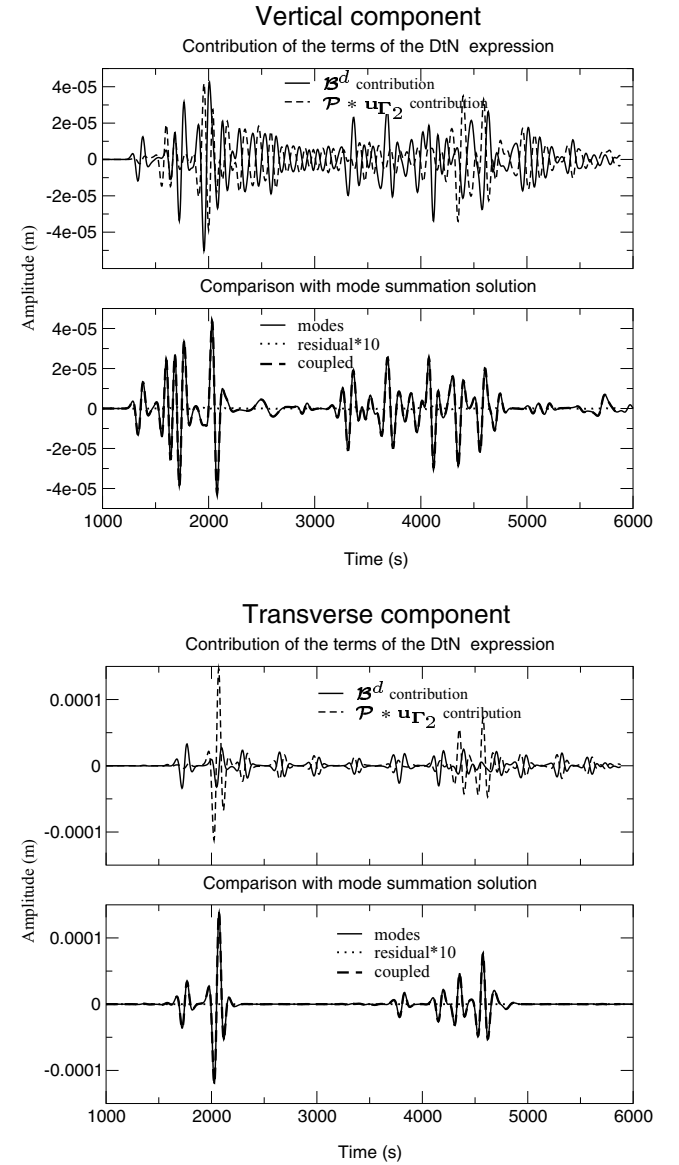 Vertical component
Contribution of the terms of the DtN expression
4e-05
2e-05
0
-2e-05
-4e-05
𝓑^d contribution
𝓟 * u_Γ₂ contribution
Comparison with mode summation solution
4e-05
2e-05
0
-2e-05
-4e-05
modes
residual*10
coupled
Amplitude (m)
1000 2000 3000 4000 5000 6000
Time (s)
Transverse component
Contribution of the terms of the DtN expression
0.0001
0
-0.0001
𝓑^d contribution
𝓟 * u_Γ₂ contribution
Comparison with mode summation solution
0.0001
0
-0.0001
modes
residual*10
coupled
Amplitude (m)
1000 2000 3000 4000 5000 6000
Time (s)